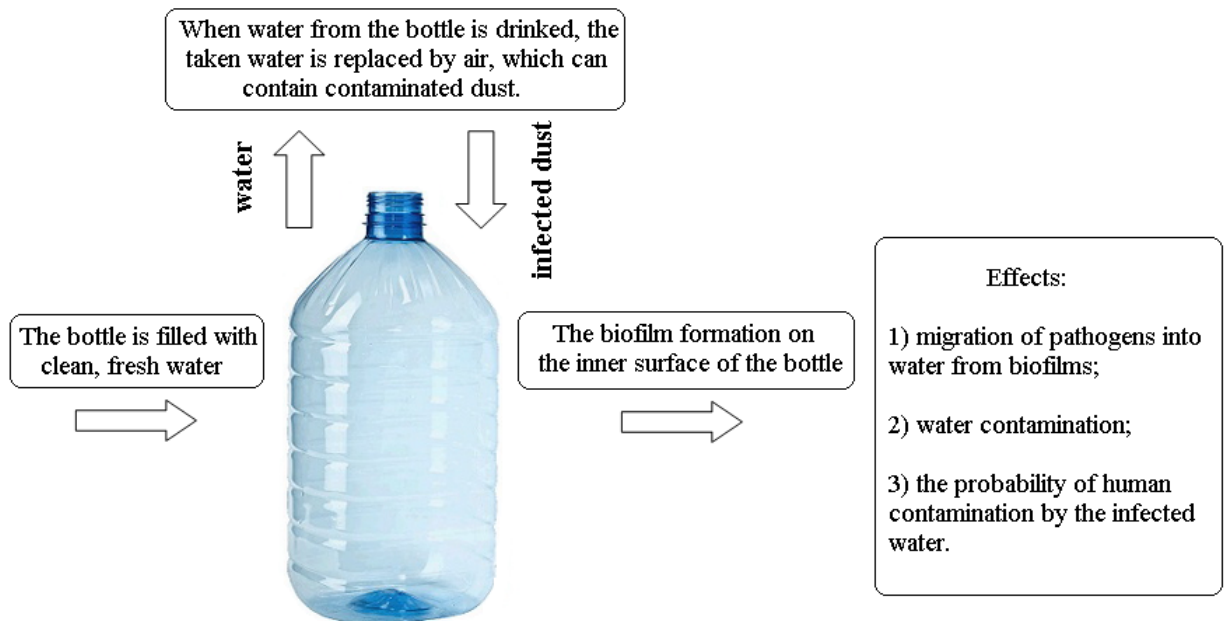 When water from the bottle is drinked, the
taken water is replaced by air, which can
contain contaminated dust.
water
infected dust
The bottle is filled with
clean, fresh water
The biofilm formation on
the inner surface of the bottle
Effects:
1) migration of pathogens into
water from biofilms;
2) water contamination;
3) the probability of human
contamination by the infected
water.